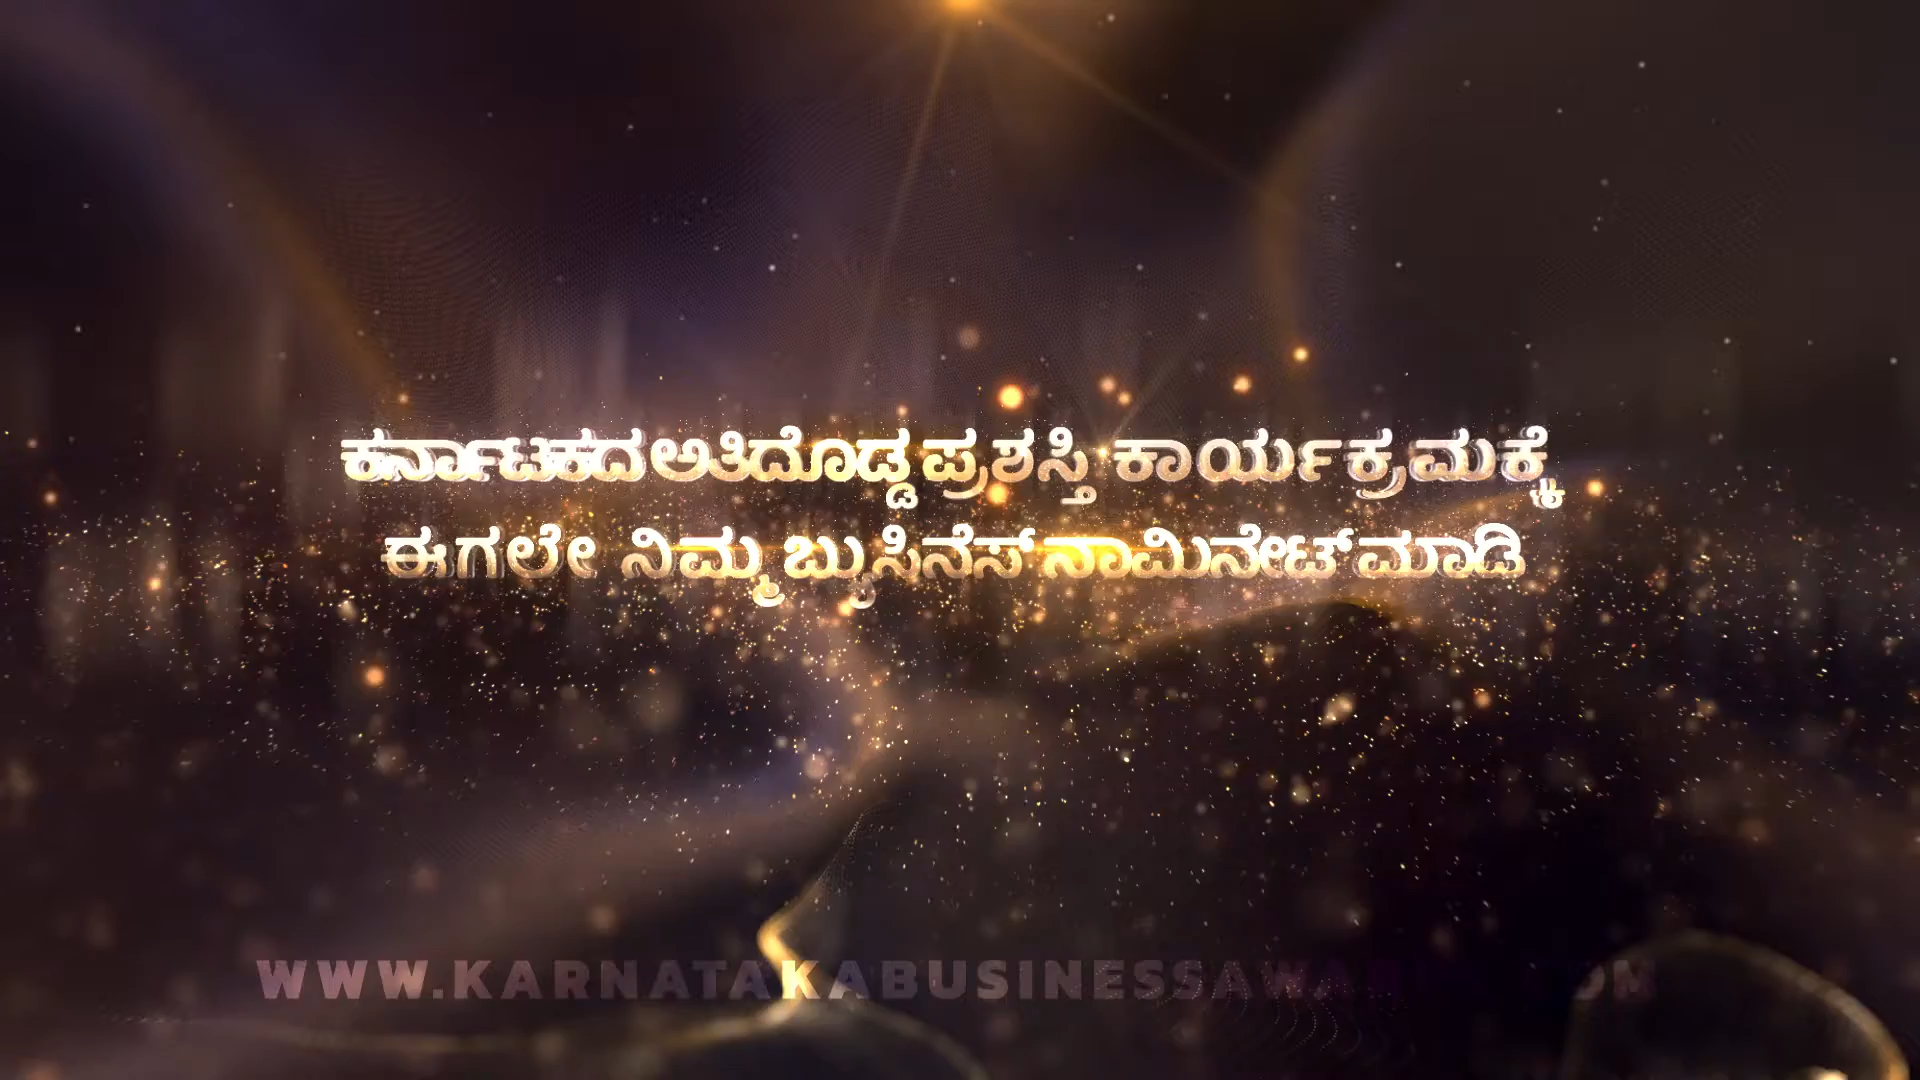 ಕರ್ನಾಟಕದ ಅತಿದೊಡ್ಡ ಪ್ರಶಸ್ತಿ ಕಾರ್ಯಕ್ರಮಕ್ಕೆ
ಈಗಲೇ ನಿಮ್ಮ ಬ್ಯುಸಿನೆಸ್ ನಾಮಿನೇಟ್ ಮಾಡಿ